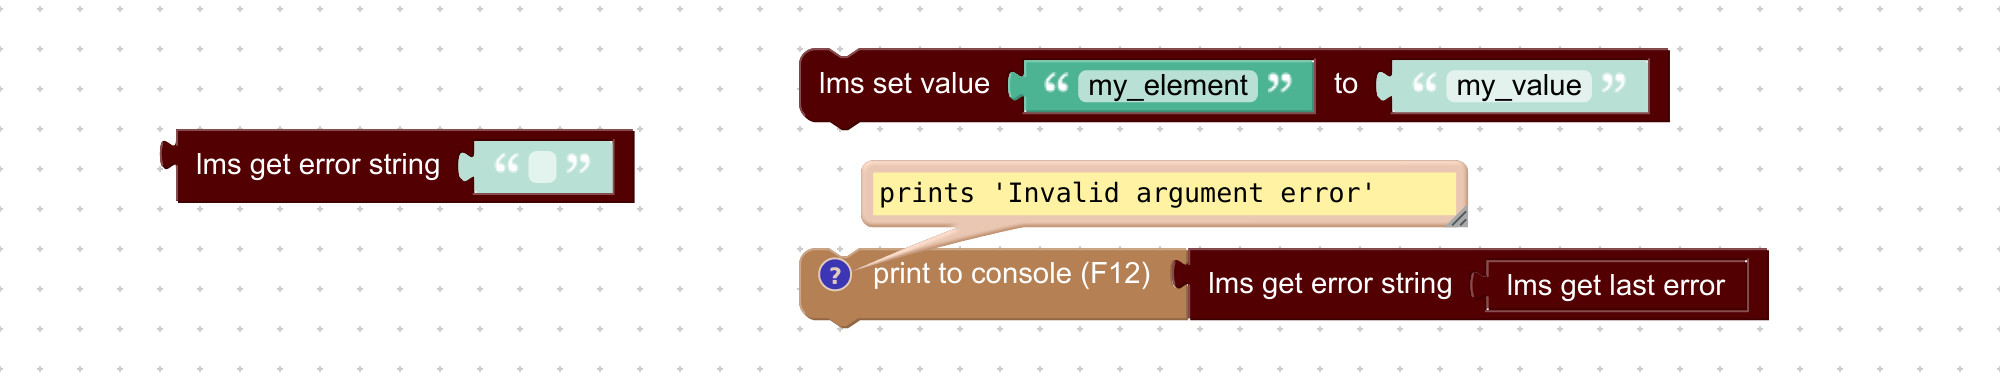 lms get error string “ ”
lms set value “ my_element ” to “ my_value ”
prints 'Invalid argument error'
? print to console (F12) lms get error string lms get last error